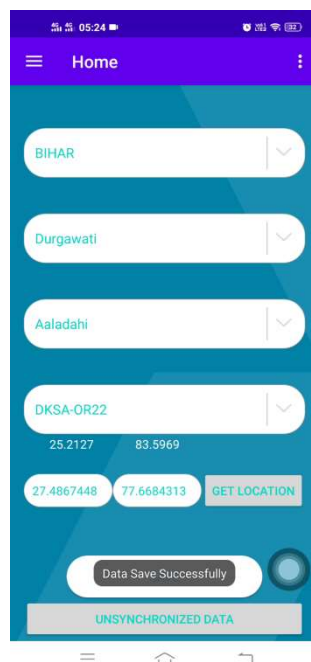 05:24
Home
BIHAR
Durgawati
Aaladahi
DKSA-OR22
25.2127 83.5969
27.4867448 77.6684313 GET LOCATION
Data Save Successfully
UNSYNCHRONIZED DATA